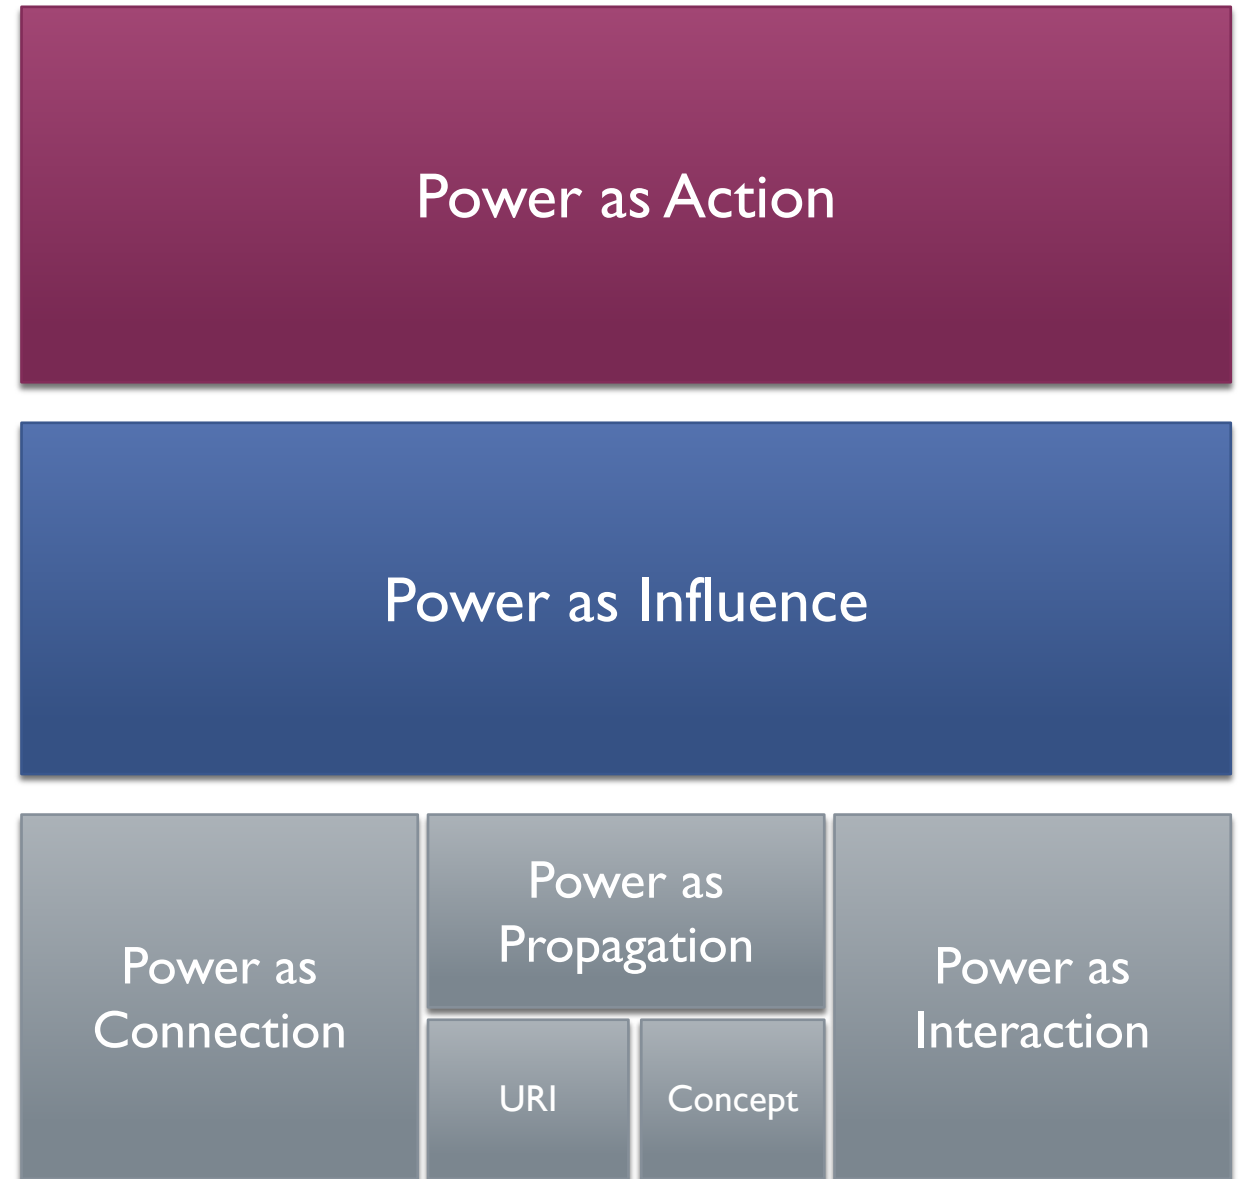 Power as Action
Power as Influence
Power as
Connection
Power as
Propagation
URI
Concept
Power as
Interaction